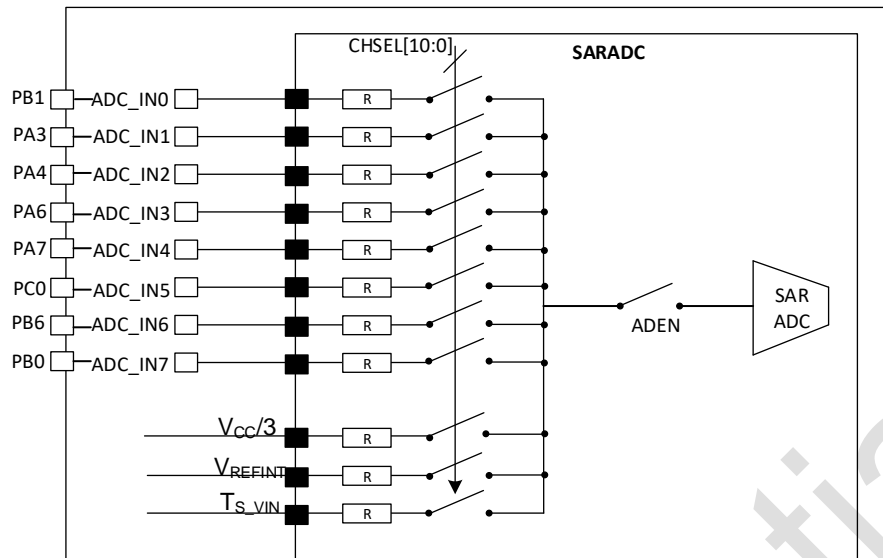 CHSEL[10:0]
SARADC
PB1 ADC_IN0 R
PA3 ADC_IN1 R
PA4 ADC_IN2 R
PA6 ADC_IN3 R
PA7 ADC_IN4 R
PC0 ADC_IN5 R
PB6 ADC_IN6 R
PB0 ADC_IN7 R
ADEN
SAR
ADC
VCC/3 R
VREFINT R
TS_VIN R